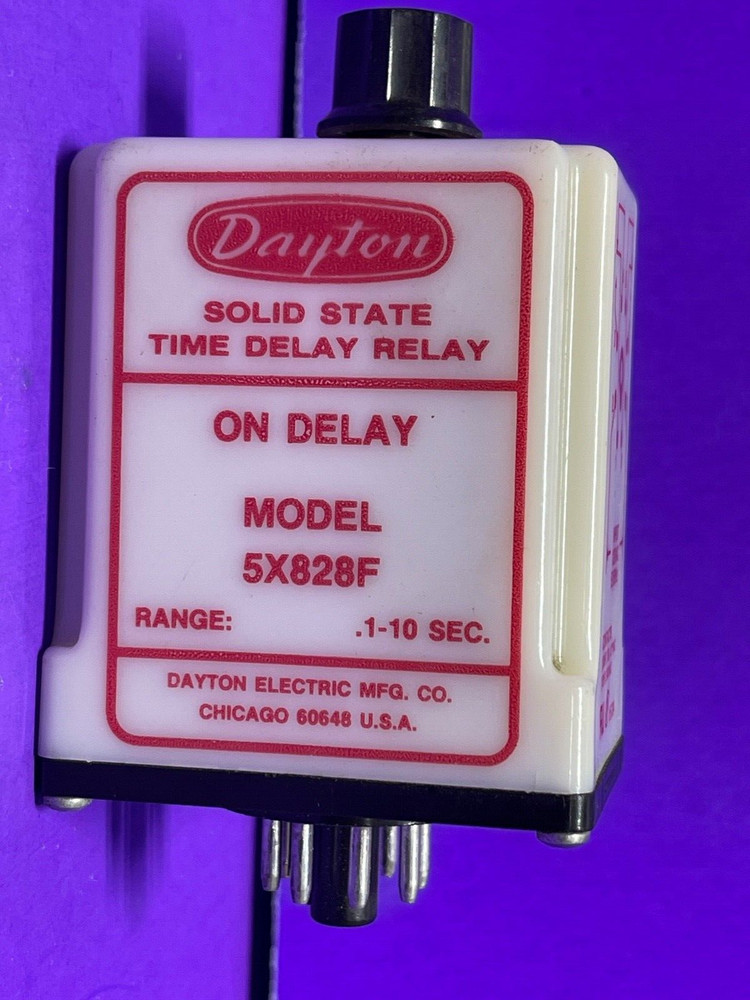 Dayton
SOLID STATE
TIME DELAY RELAY
ON DELAY
MODEL
5X828F
RANGE: .1-10 SEC.
DAYTON ELECTRIC MFG. CO.
CHICAGO 60648 U.S.A.